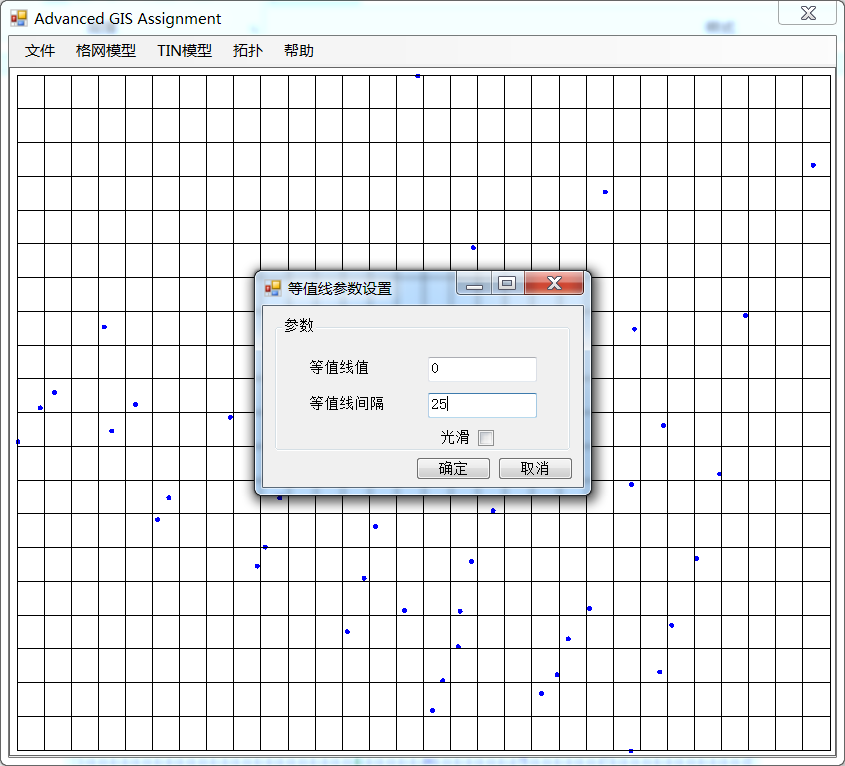 Advanced GIS Assignment
文件 格网模型 TIN模型 拓扑 帮助
等值线参数设置
参数
等值线值 0
等值线间隔 25
光滑
确定 取消